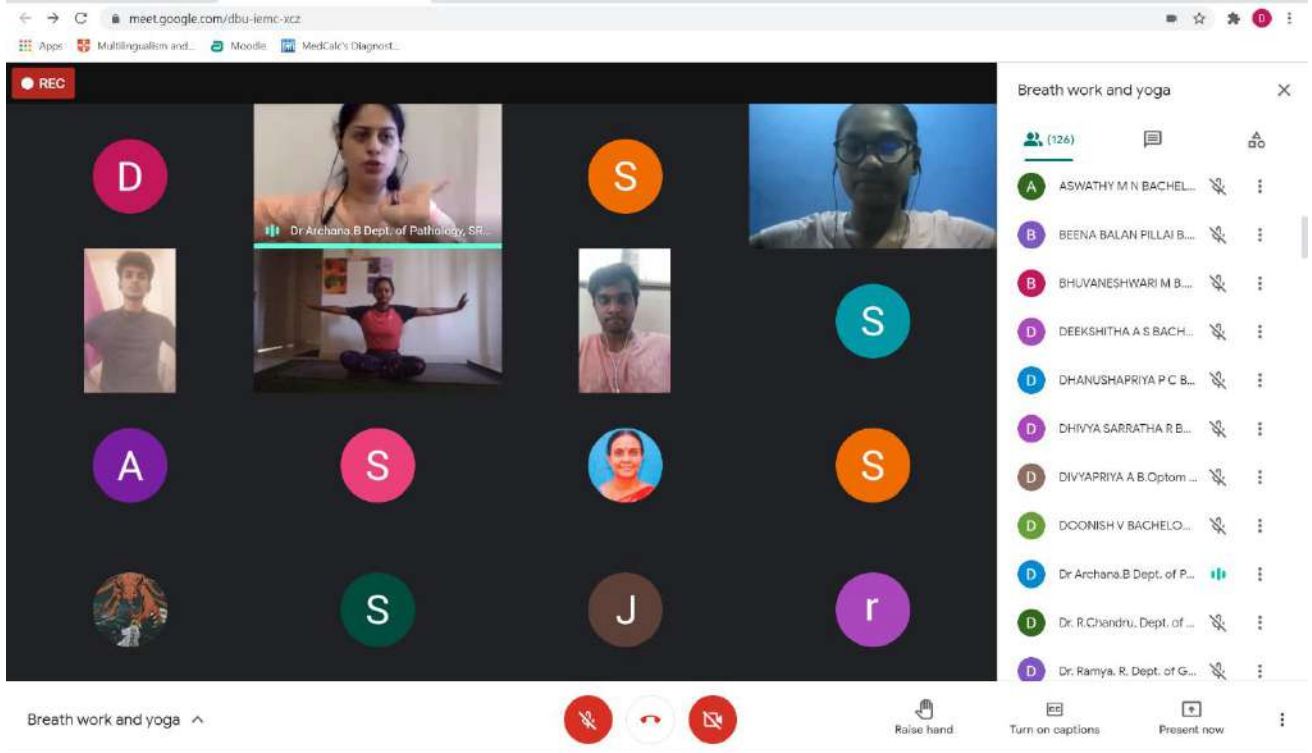 meet.google.com/dbu-iemc-xcz
D
Apps
Multilingualism and...
Moodle
MedCalc's Diagnost...
REC
D
Dr Archana.B Dept. of Pathology, SR...
S
S
A
S
S
S
J
r
Breath work and yoga
(126)
A ASWATHY M N BACHEL...
B BEENA BALAN PILLAI B....
B BHUVANESHWARI M B....
D DEEKSHITHA A S BACH...
D DHANUSHAPRIYA P C B...
D DHIVYA SARRATHA R B...
D DIVYAPRIYA A B.Optom ...
D DOONISH V BACHELO...
D Dr Archana.B Dept. of P...
D Dr. R.Chandru, Dept. of ...
D Dr. Ramya. R, Dept. of G...
Breath work and yoga
Raise hand
CC
Turn on captions
Present now